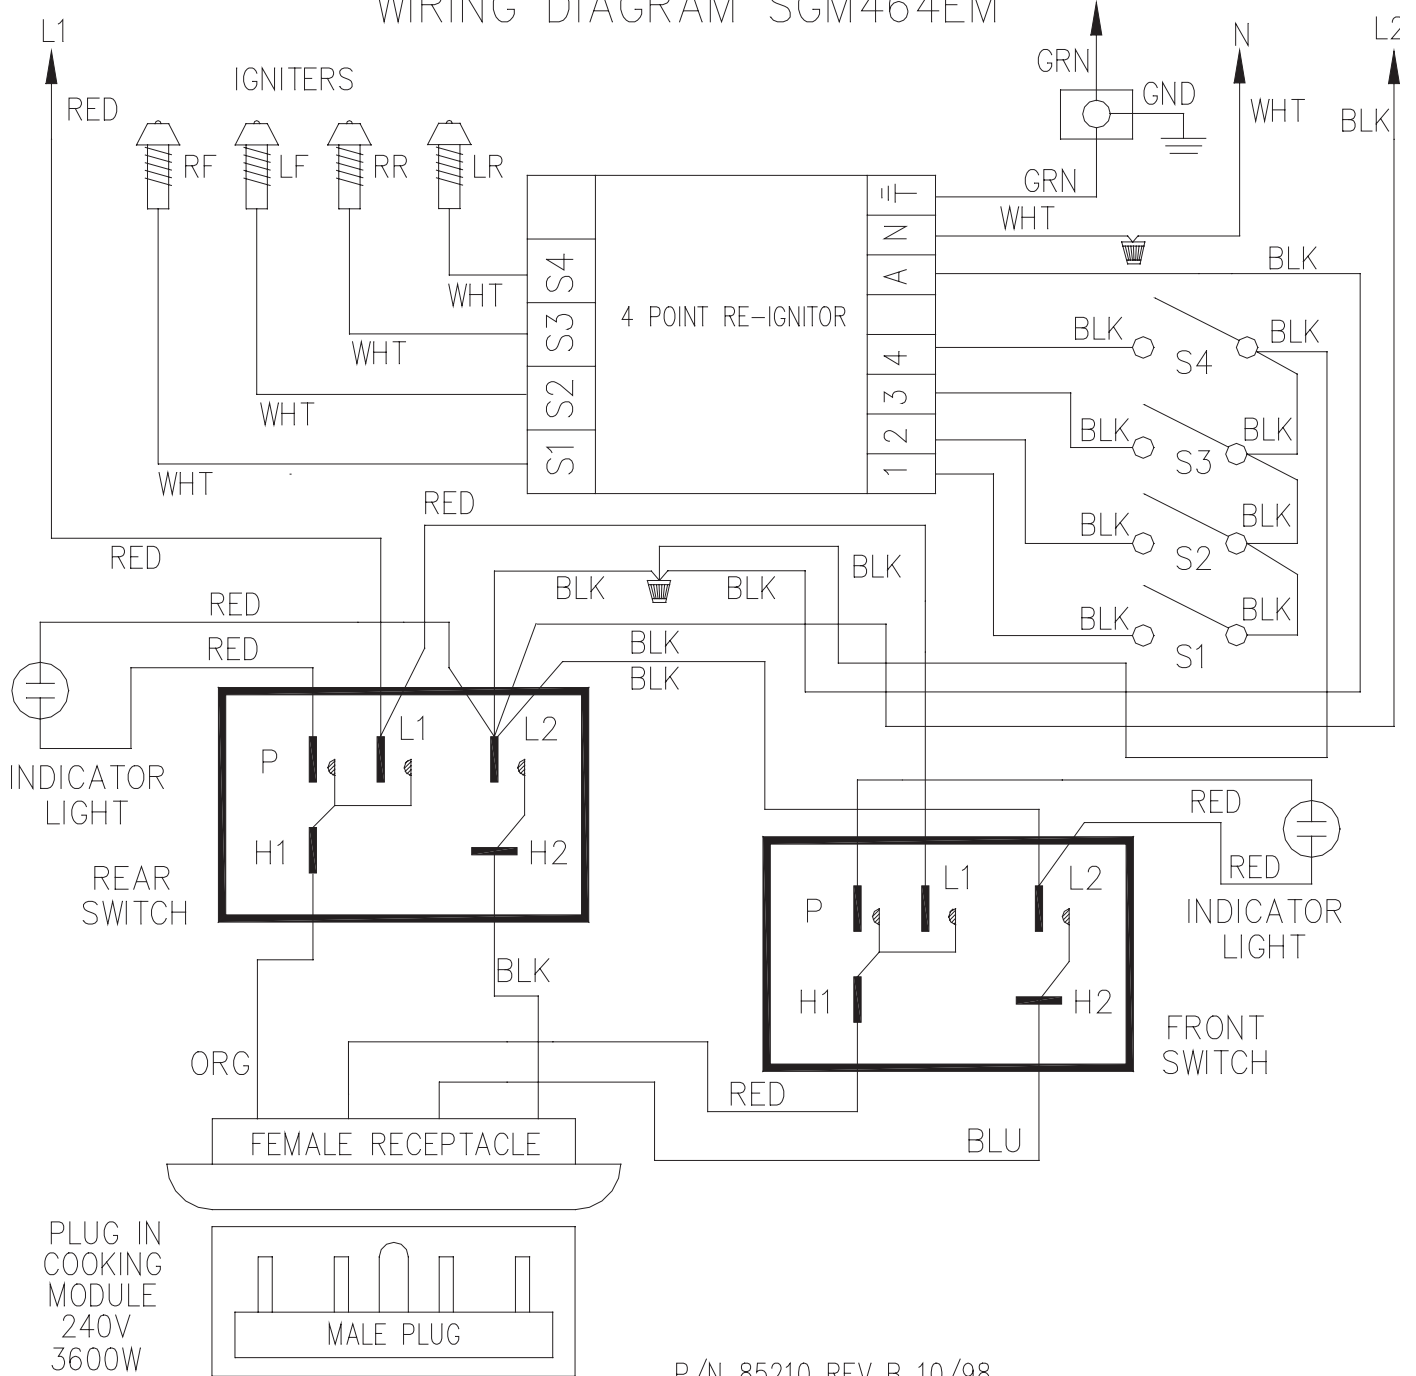 WIRING DIAGRAM SGM464EM
L1
N
L2
IGNITERS
GRN
RED
GND
WHT
BLK
RF
LF
RR
LR
GRN
WHT
N
A
BLK
S4
WHT
4 POINT RE-IGNITOR
BLK
S4
BLK
4
S3
WHT
3
S2
WHT
BLK
S3
BLK
2
S1
1
WHT
RED
BLK
S2
BLK
RED
BLK
BLK
BLK
RED
BLK
S1
BLK
RED
BLK
BLK
P
L1
L2
INDICATOR
LIGHT
H1
H2
REAR
SWITCH
RED
RED
INDICATOR
LIGHT
P
L1
L2
H1
H2
FRONT
SWITCH
BLK
ORG
RED
BLU
FEMALE RECEPTACLE
PLUG IN
COOKING
MODULE
240V
3600W
MALE PLUG
P/N 85210 REV B 10/98